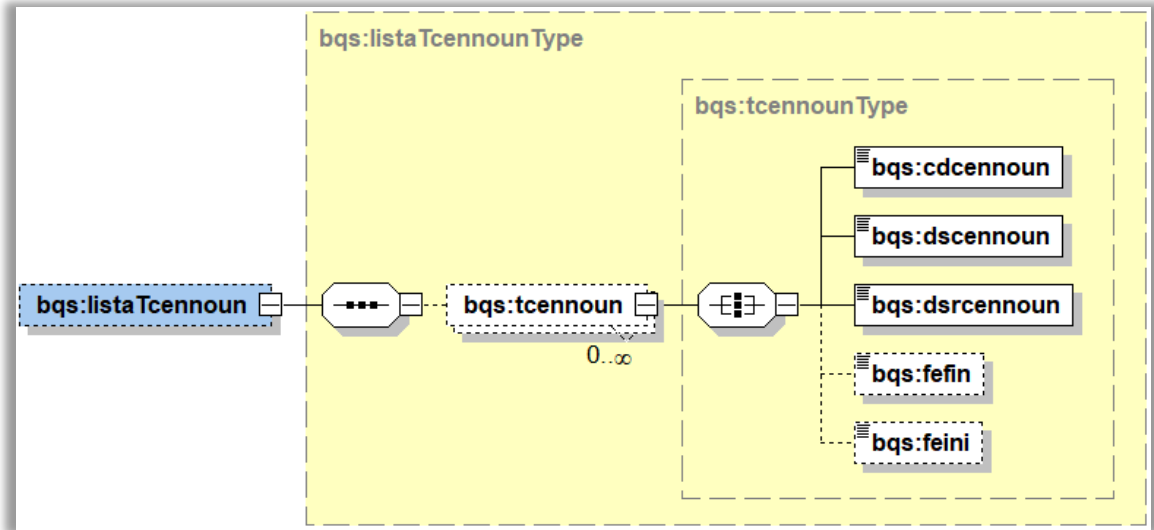 bqs:listaTcennounType
bqs:tcennounType
bqs:cdcennoun
bqs:dscennoun
bqs:listaTcennoun
bqs:tcennoun
bqs:dsrcennoun
0..∞
bqs:fefin
bqs:feini